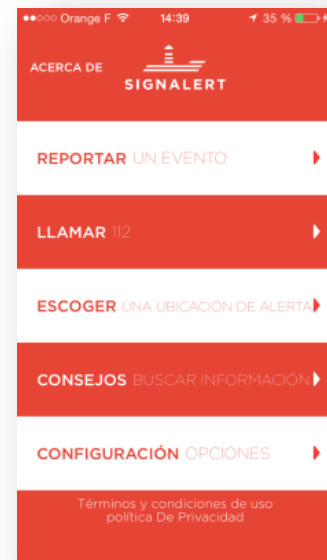 Orange F 14:39 35 %
ACERCA DE
SIGNALERT
REPORTAR UN EVENTO
LLAMAR 112
ESCOGER UNA UBICACIÓN DE ALERTA
CONSEJOS BUSCAR INFORMACIÓN
CONFIGURACIÓN OPCIONES
Términos y condiciones de uso
política De Privacidad